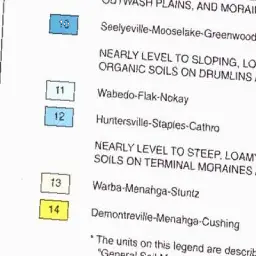 OUTWASH PLAINS, AND MORAI
10 Seelyeville-Mooselake-Greenwood
NEARLY LEVEL TO SLOPING, LO
ORGANIC SOILS ON DRUMLINS
11 Wabedo-Flak-Nokay
12 Huntersville-Staples-Cathro
NEARLY LEVEL TO STEEP, LOAM
SOILS ON TERMINAL MORAINES
13 Warba-Menahga-Stuntz
14 Demontreville-Menahga-Cushing
* The units on this legend are describ
"General Soil M